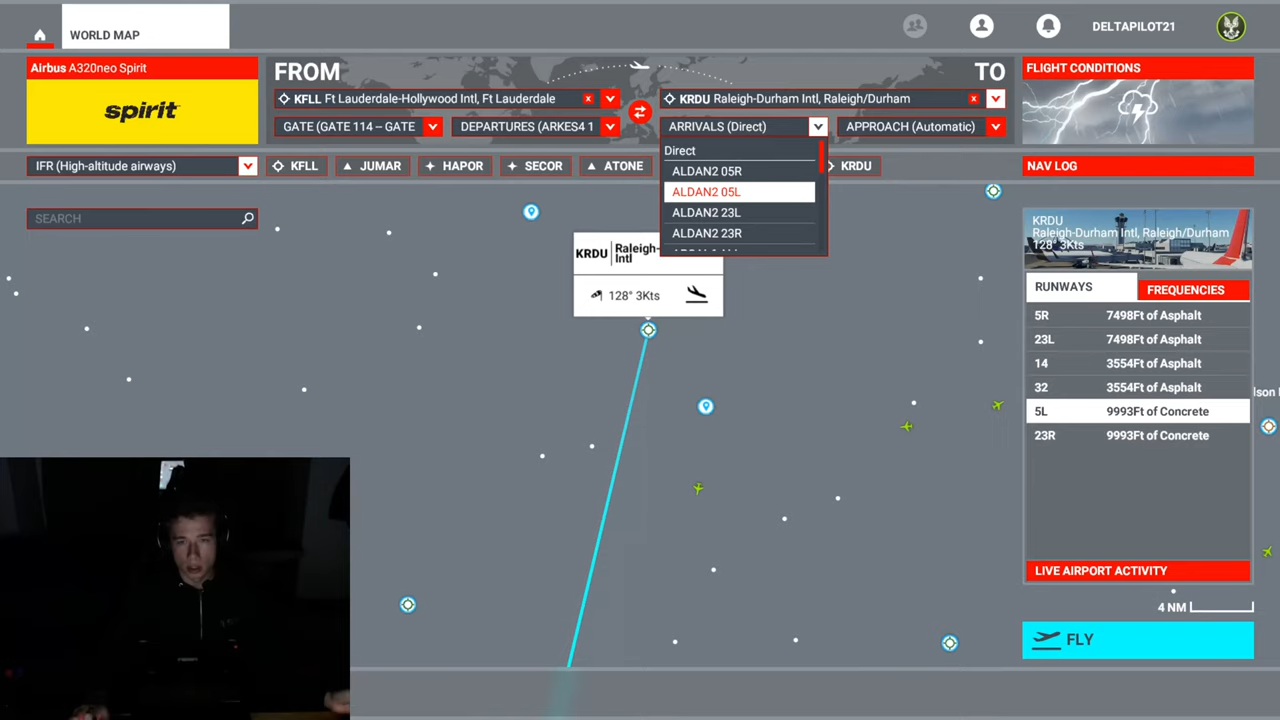 WORLD MAP
DELTAPILOT21
Airbus A320neo Spirit
spirit
FROM
TO
KFLL Ft Lauderdale-Hollywood Intl, Ft Lauderdale
x
KRDU Raleigh-Durham Intl, Raleigh/Durham
x
GATE (GATE 114 – GATE
DEPARTURES (ARKES4 1
ARRIVALS (Direct)
APPROACH (Automatic)
FLIGHT CONDITIONS
IFR (High-altitude airways)
KFLL
JUMAR
HAPOR
SECOR
ATONE
KRDU
NAV LOG
Direct
ALDAN2 05R
ALDAN2 05L
ALDAN2 23L
ALDAN2 23R
SEARCH
KRDU
Raleigh-
Intl
128° 3Kts
KRDU
Raleigh-Durham Intl, Raleigh/Durham
128° 3Kts
RUNWAYS
FREQUENCIES
5R 7498Ft of Asphalt
23L 7498Ft of Asphalt
14 3554Ft of Asphalt
32 3554Ft of Asphalt
5L 9993Ft of Concrete
23R 9993Ft of Concrete
LIVE AIRPORT ACTIVITY
4 NM
FLY